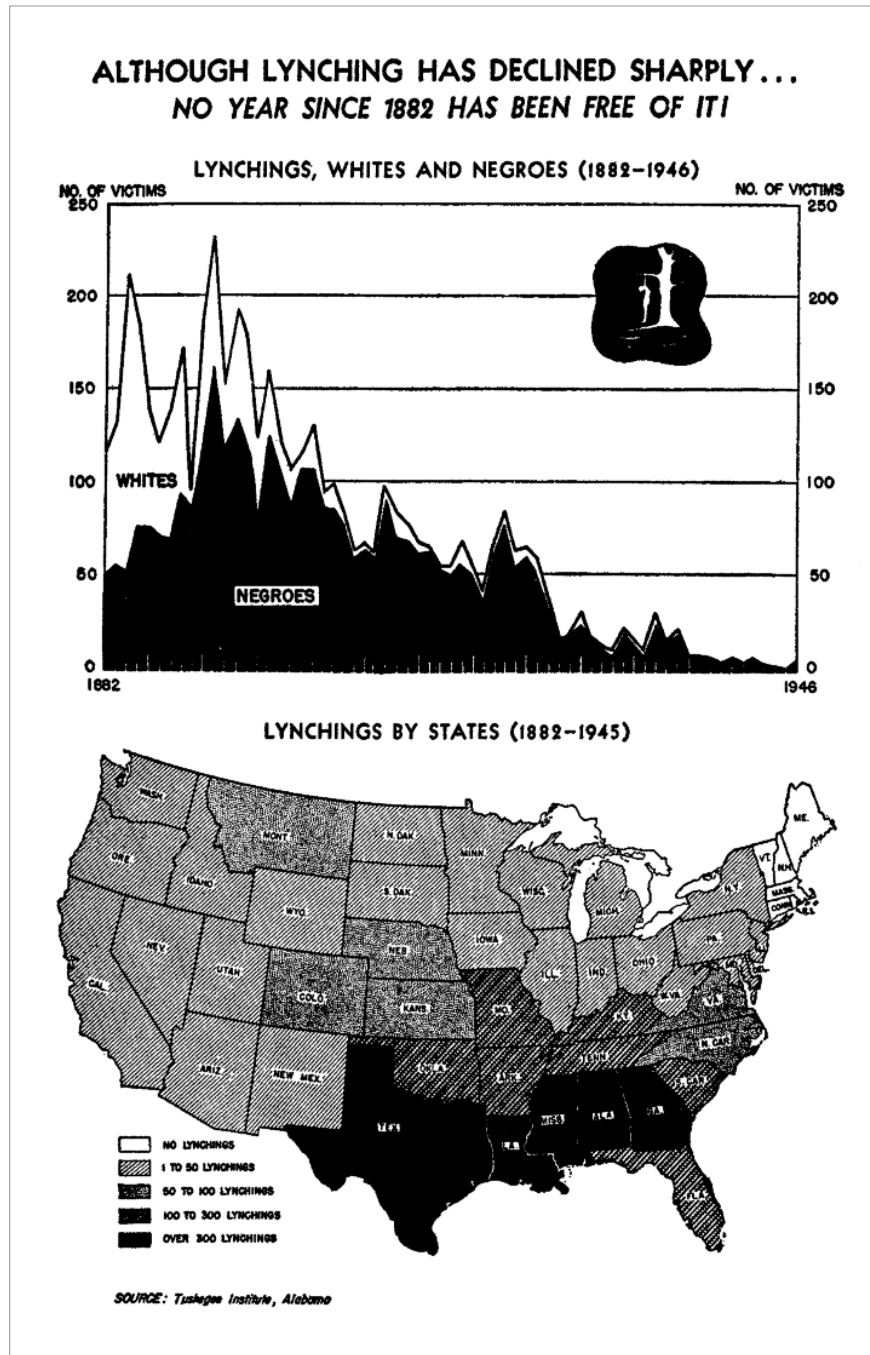 ALTHOUGH LYNCHING HAS DECLINED SHARPLY...
NO YEAR SINCE 1882 HAS BEEN FREE OF IT!
LYNCHINGS, WHITES AND NEGROES (1882–1946)
NO. OF VICTIMS
NO. OF VICTIMS
250
250
200
200
150
150
100
WHITES
100
50
NEGROES
50
0
0
1882
1946
LYNCHINGS BY STATES (1882–1945)
WASH.
MONT.
N. DAK.
MINN.
ME.
VT.
N.H.
ORE.
IDAHO
S. DAK.
WISC.
MICH.
N.Y.
MASS.
CONN.
R.I.
WYO.
IOWA
PA.
NEV.
UTAH
NEB.
ILL.
IND.
OHIO
CAL.
COLO.
KANS.
MO.
KY.
W.VA.
VA.
MD.
DEL.
ARIZ.
NEW MEX.
OKLA.
ARK.
TENN.
N. CAR.
S. CAR.
TEX.
LA.
MISS.
ALA.
GA.
FLA.
NO LYNCHINGS
1 TO 50 LYNCHINGS
50 TO 100 LYNCHINGS
100 TO 300 LYNCHINGS
OVER 300 LYNCHINGS
SOURCE: Tuskegee Institute, Alabama